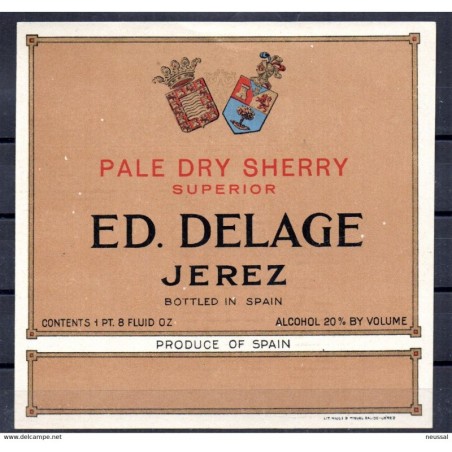 PALE DRY SHERRY
SUPERIOR
ED. DELAGE
JEREZ
BOTTLED IN SPAIN
CONTENTS 1 PT. 8 FLUID OZ
ALCOHOL 20% BY VOLUME
PRODUCE OF SPAIN
www.delcampe.net
neussal